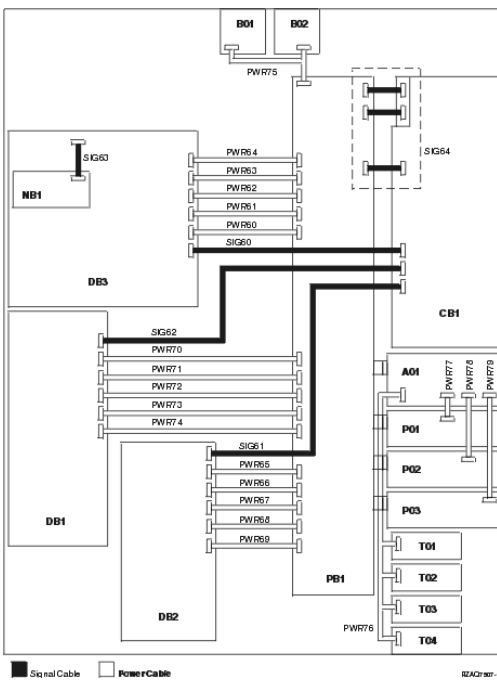 B01 B02
PWR75
SIG63
NB1
PWR64
PWR63
PWR62
PWR61
PWR60
SIG60
DB3
SIG64
CB1
SIG62
PWR70
PWR71
PWR72
PWR73
PWR74
DB1
A01
PWR77
PWR78
PWR79
P01
P02
P03
SIG61
PWR65
PWR66
PWR67
PWR68
PWR69
DB2
PB1
T01
T02
T03
T04
PWR76
Signal Cable Power Cable